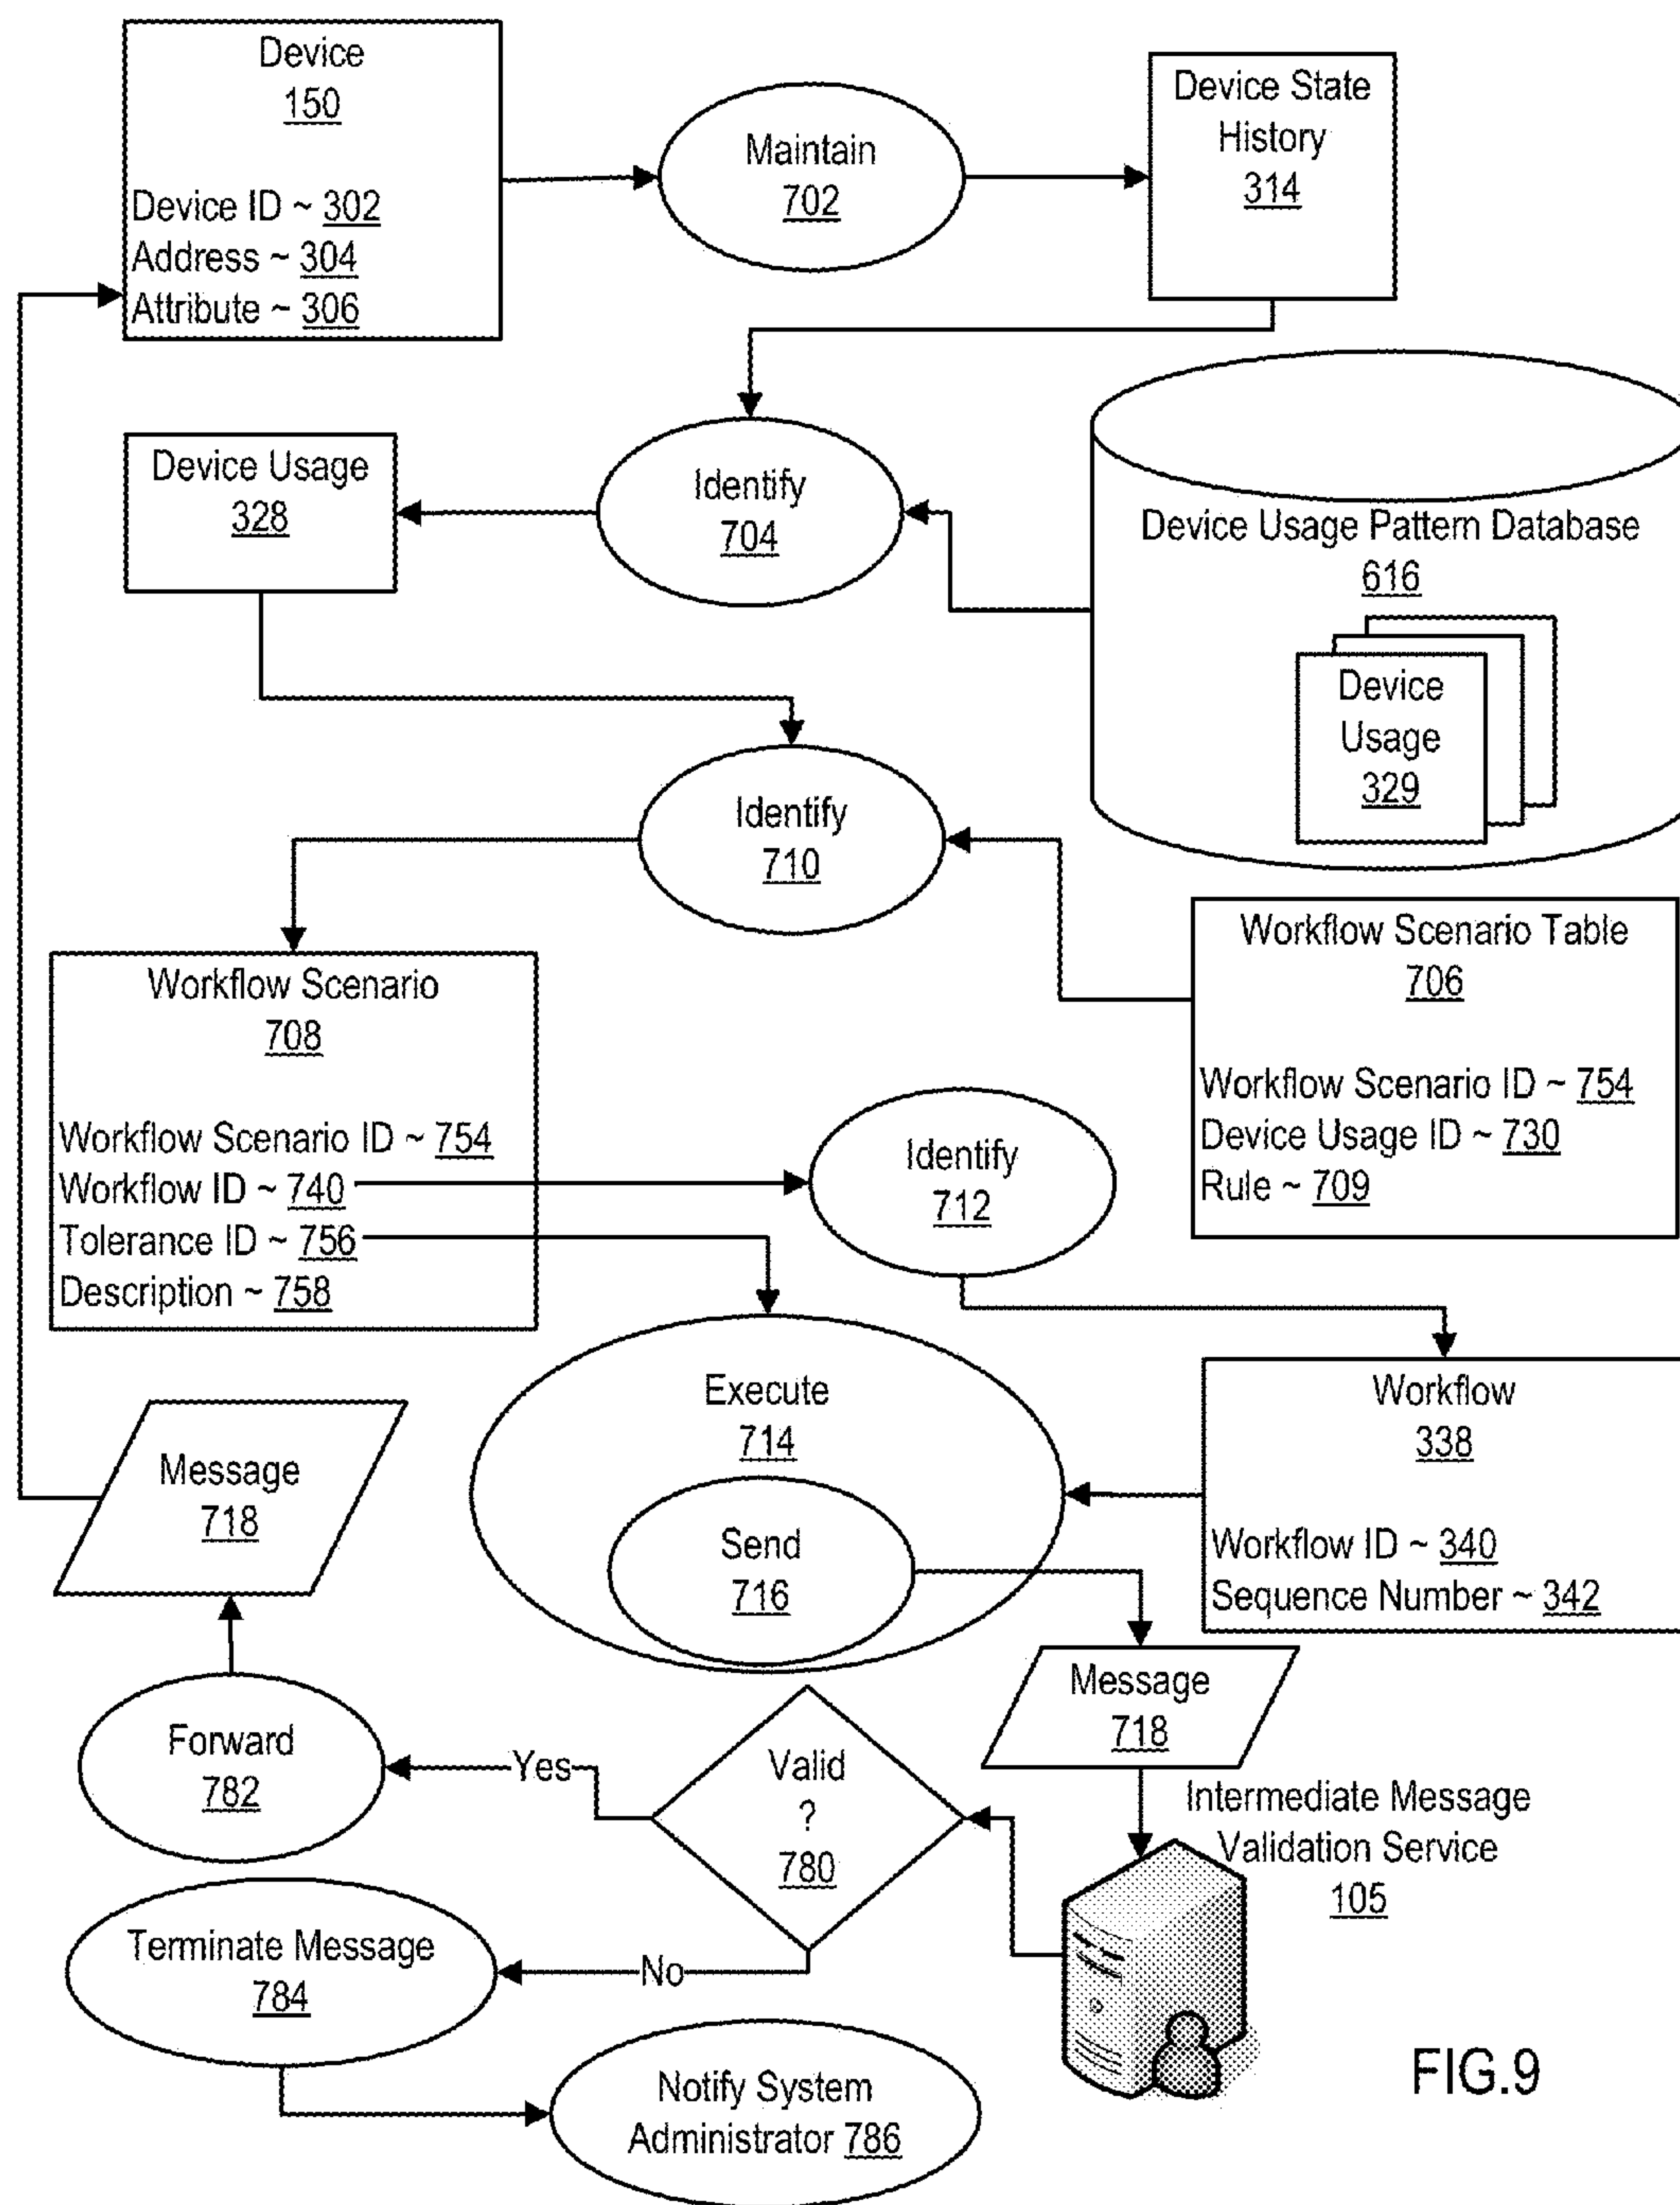 Device
150
Device ID ~ 302
Address ~ 304
Attribute ~ 306
Maintain
702
Device State
History
314
Device Usage
328
Identify
704
Device Usage Pattern Database
616
Device
Usage
329
Identify
710
Workflow Scenario Table
706
Workflow Scenario ID ~ 754
Device Usage ID ~ 730
Rule ~ 709
Workflow Scenario
708
Workflow Scenario ID ~ 754
Workflow ID ~ 740
Tolerance ID ~ 756
Description ~ 758
Identify
712
Execute
714
Send
716
Workflow
338
Workflow ID ~ 340
Sequence Number ~ 342
Message
718
Message
718
Forward
782
Yes
Valid
?
780
Intermediate Message
Validation Service
105
Terminate Message
784
No
Notify System
Administrator 786
FIG.9